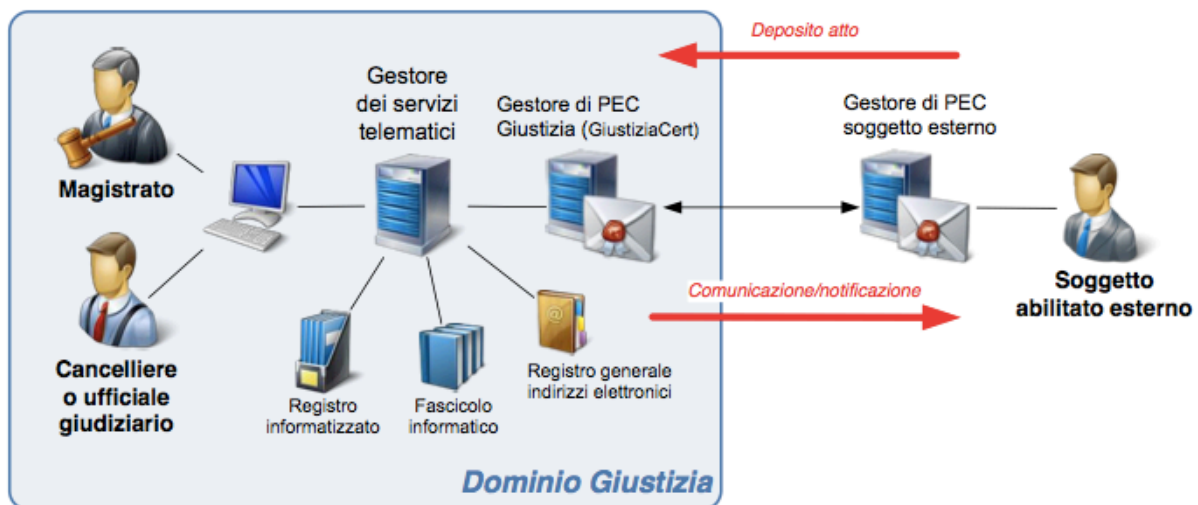 Deposito atto
Gestore
dei servizi
telematici
Gestore di PEC
Giustizia (GiustiziaCert)
Gestore di PEC
soggetto esterno
Magistrato
Cancelliere
o ufficiale
giudiziario
Comunicazione/notificazione
Soggetto
abilitato esterno
@
Registro
informatizzato
Fascicolo
informatico
Registro generale
indirizzi elettronici
Dominio Giustizia